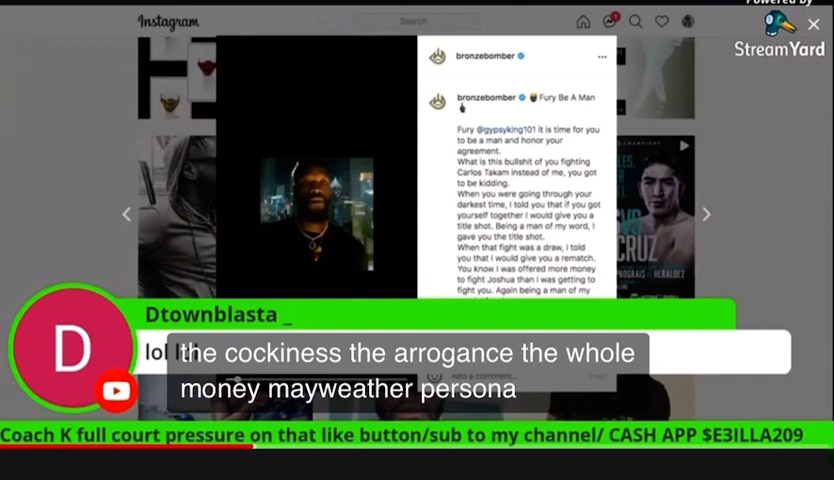 Powered by
Instagram
Search
StreamYard
bronzebomber
bronzebomber Fury Be A Man
Fury @gypsyking101 it is time for you
to be a man and honor your
agreement.
What is this bullshit of you fighting
Carlos Takam instead of me, you got
to be kidding.
When you were going through your
darkest time, I told you that if you got
yourself together I would give you a
title shot. Being a man of my word, I
gave you the title shot.
When that fight was a draw, I told
you that I would give you a rematch.
You know I was offered more money
to fight Joshua than I was getting to
fight you. Again being a man of my
VS
CRUZ
PROGRAIS vs HERALDEZ
D
Dtownblasta _
lol
the cockiness the arrogance the whole
money mayweather persona
Add a comment...
Coach K full court pressure on that like button/sub to my channel/ CASH APP $E3ILLA209